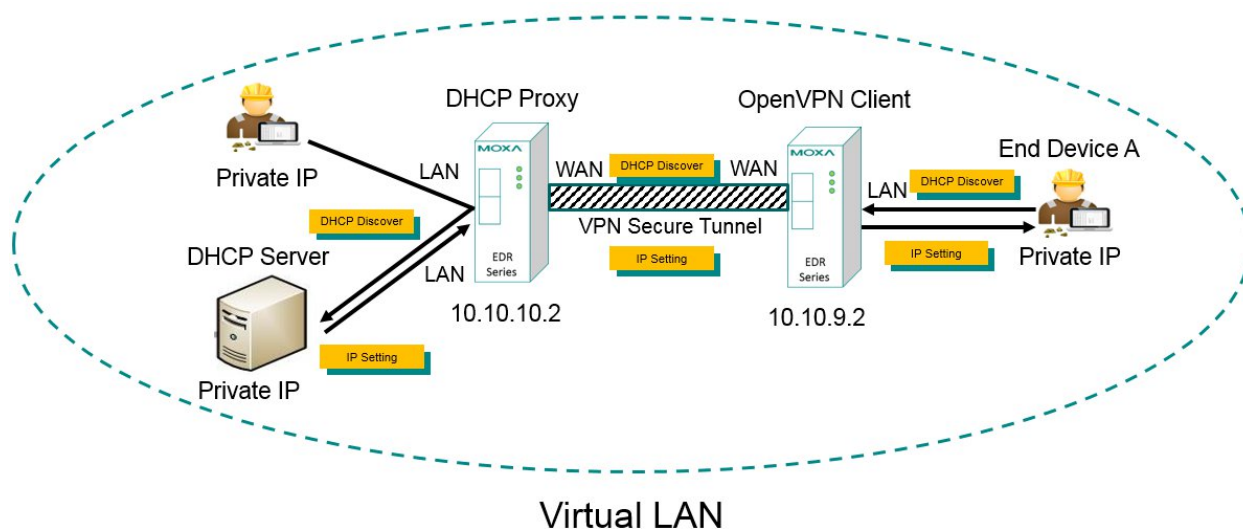 DHCP Proxy
OpenVPN Client
End Device A
MOXA
MOXA
Private IP
LAN
WAN
DHCP Discover
WAN
LAN
DHCP Discover
DHCP Discover
VPN Secure Tunnel
DHCP Server
LAN
IP Setting
IP Setting
Private IP
EDR
Series
EDR
Series
10.10.10.2
10.10.9.2
IP Setting
Private IP
Virtual LAN